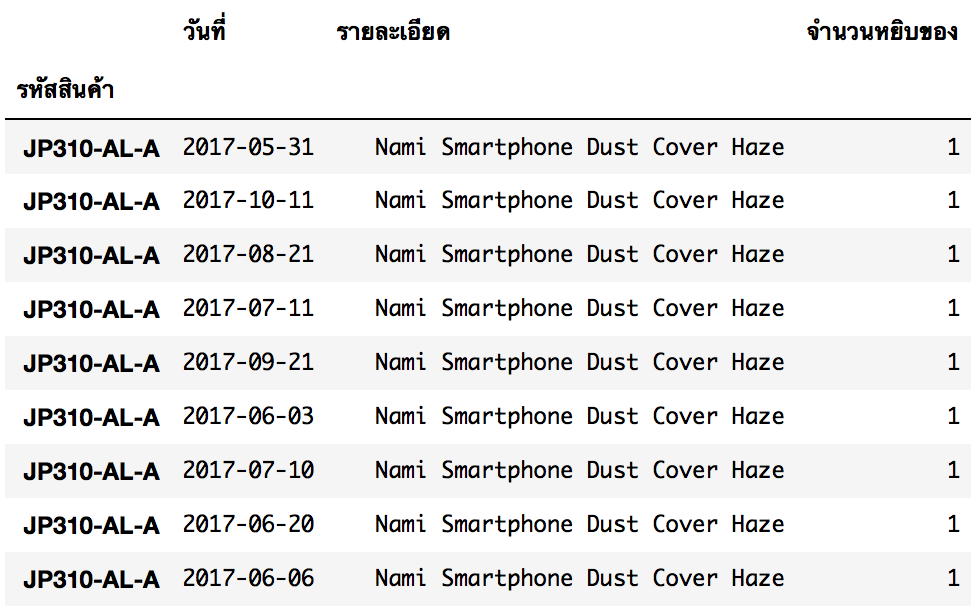 วันที่ รายละเอียด จำนวนหยิบของ
รหัสสินค้า
JP310-AL-A 2017-05-31 Nami Smartphone Dust Cover Haze 1
JP310-AL-A 2017-10-11 Nami Smartphone Dust Cover Haze 1
JP310-AL-A 2017-08-21 Nami Smartphone Dust Cover Haze 1
JP310-AL-A 2017-07-11 Nami Smartphone Dust Cover Haze 1
JP310-AL-A 2017-09-21 Nami Smartphone Dust Cover Haze 1
JP310-AL-A 2017-06-03 Nami Smartphone Dust Cover Haze 1
JP310-AL-A 2017-07-10 Nami Smartphone Dust Cover Haze 1
JP310-AL-A 2017-06-20 Nami Smartphone Dust Cover Haze 1
JP310-AL-A 2017-06-06 Nami Smartphone Dust Cover Haze 1